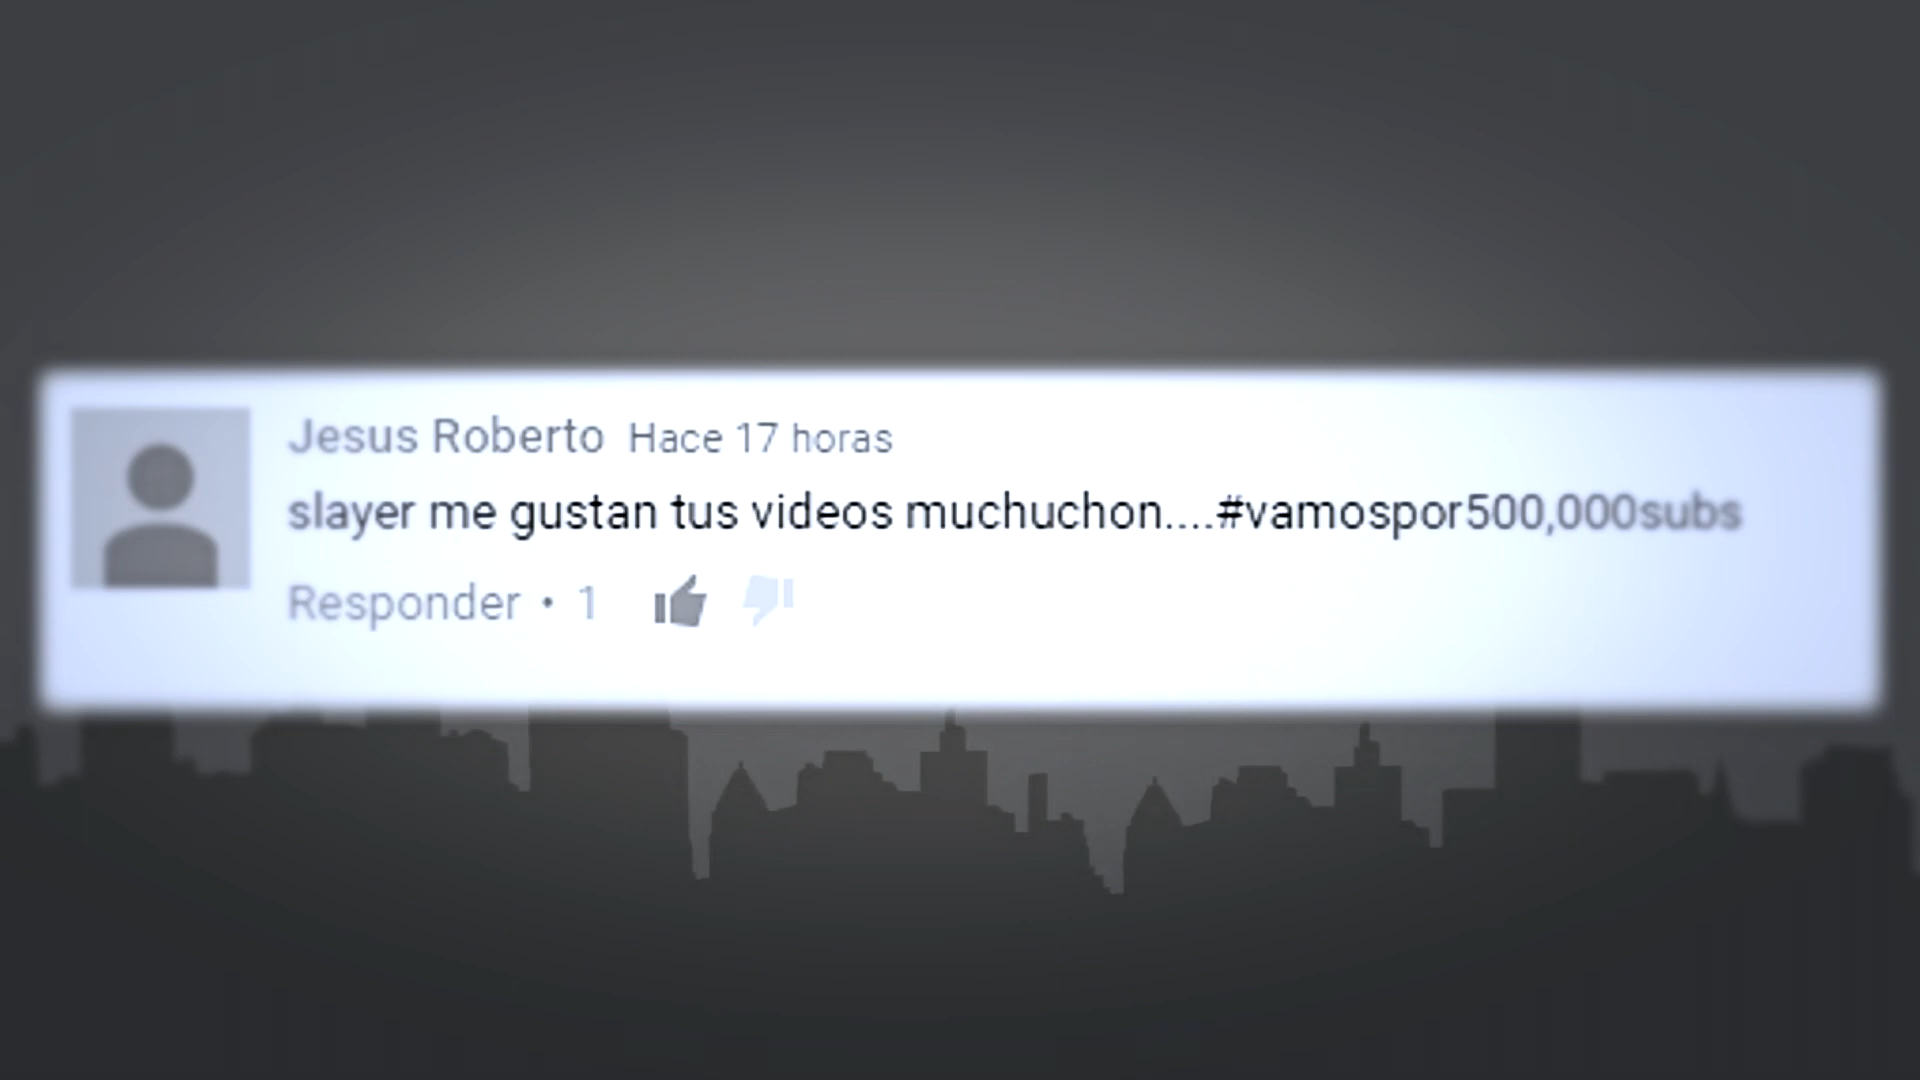 Jesus Roberto Hace 17 horas
slayer me gustan tus videos muchuchon....#vamospor500,000subs
Responder • 1